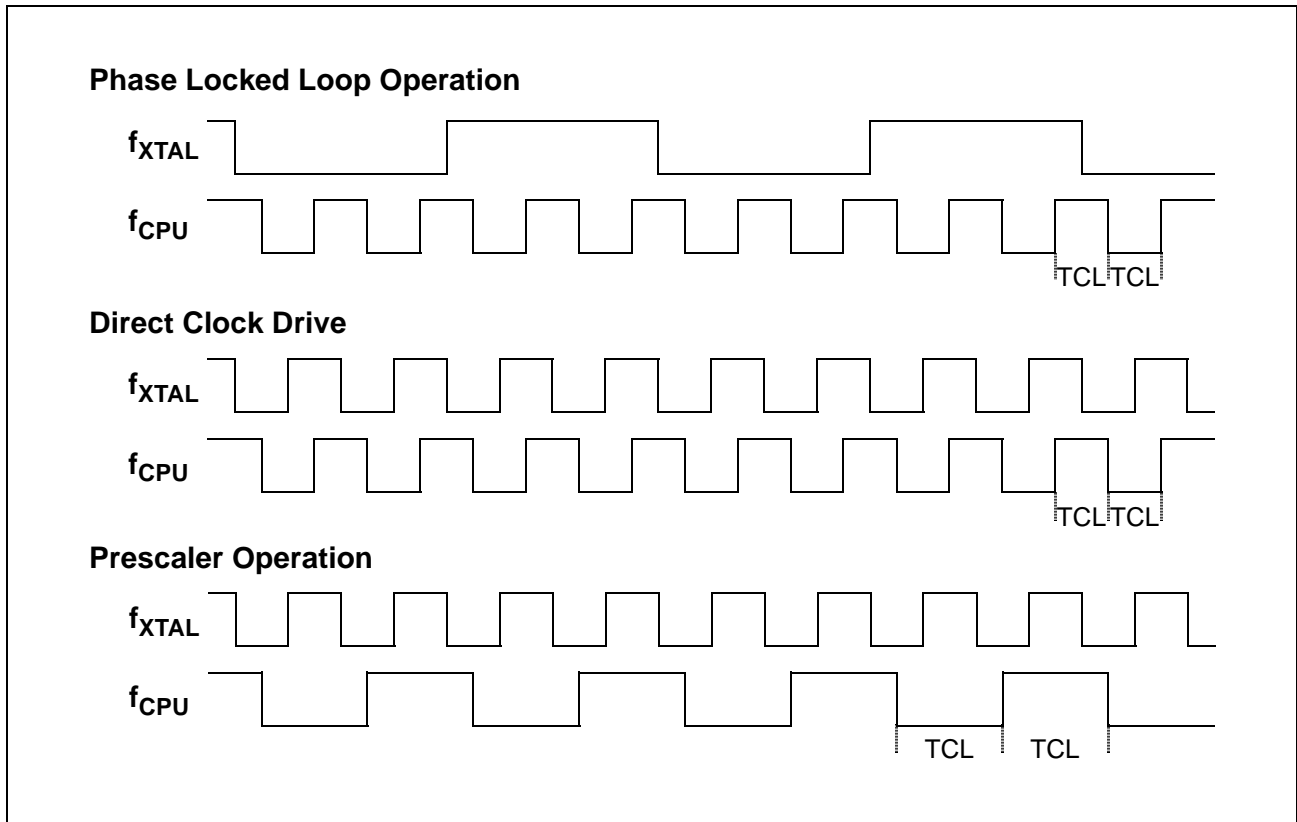 Phase Locked Loop Operation
fXTAL
fCPU
TCL TCL
Direct Clock Drive
fXTAL
fCPU
TCL TCL
Prescaler Operation
fXTAL
fCPU
TCL TCL